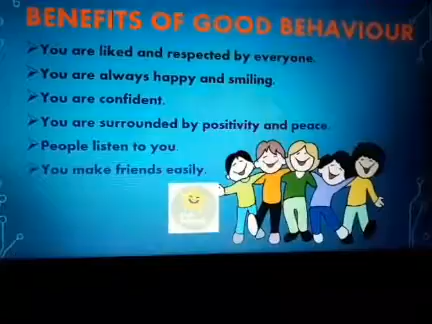 BENEFITS OF GOOD BEHAVIOUR
➢You are liked and respected by everyone.
➢You are always happy and smiling.
➢You are confident.
➢You are surrounded by positivity and peace.
➢People listen to you.
➢You make friends easily.